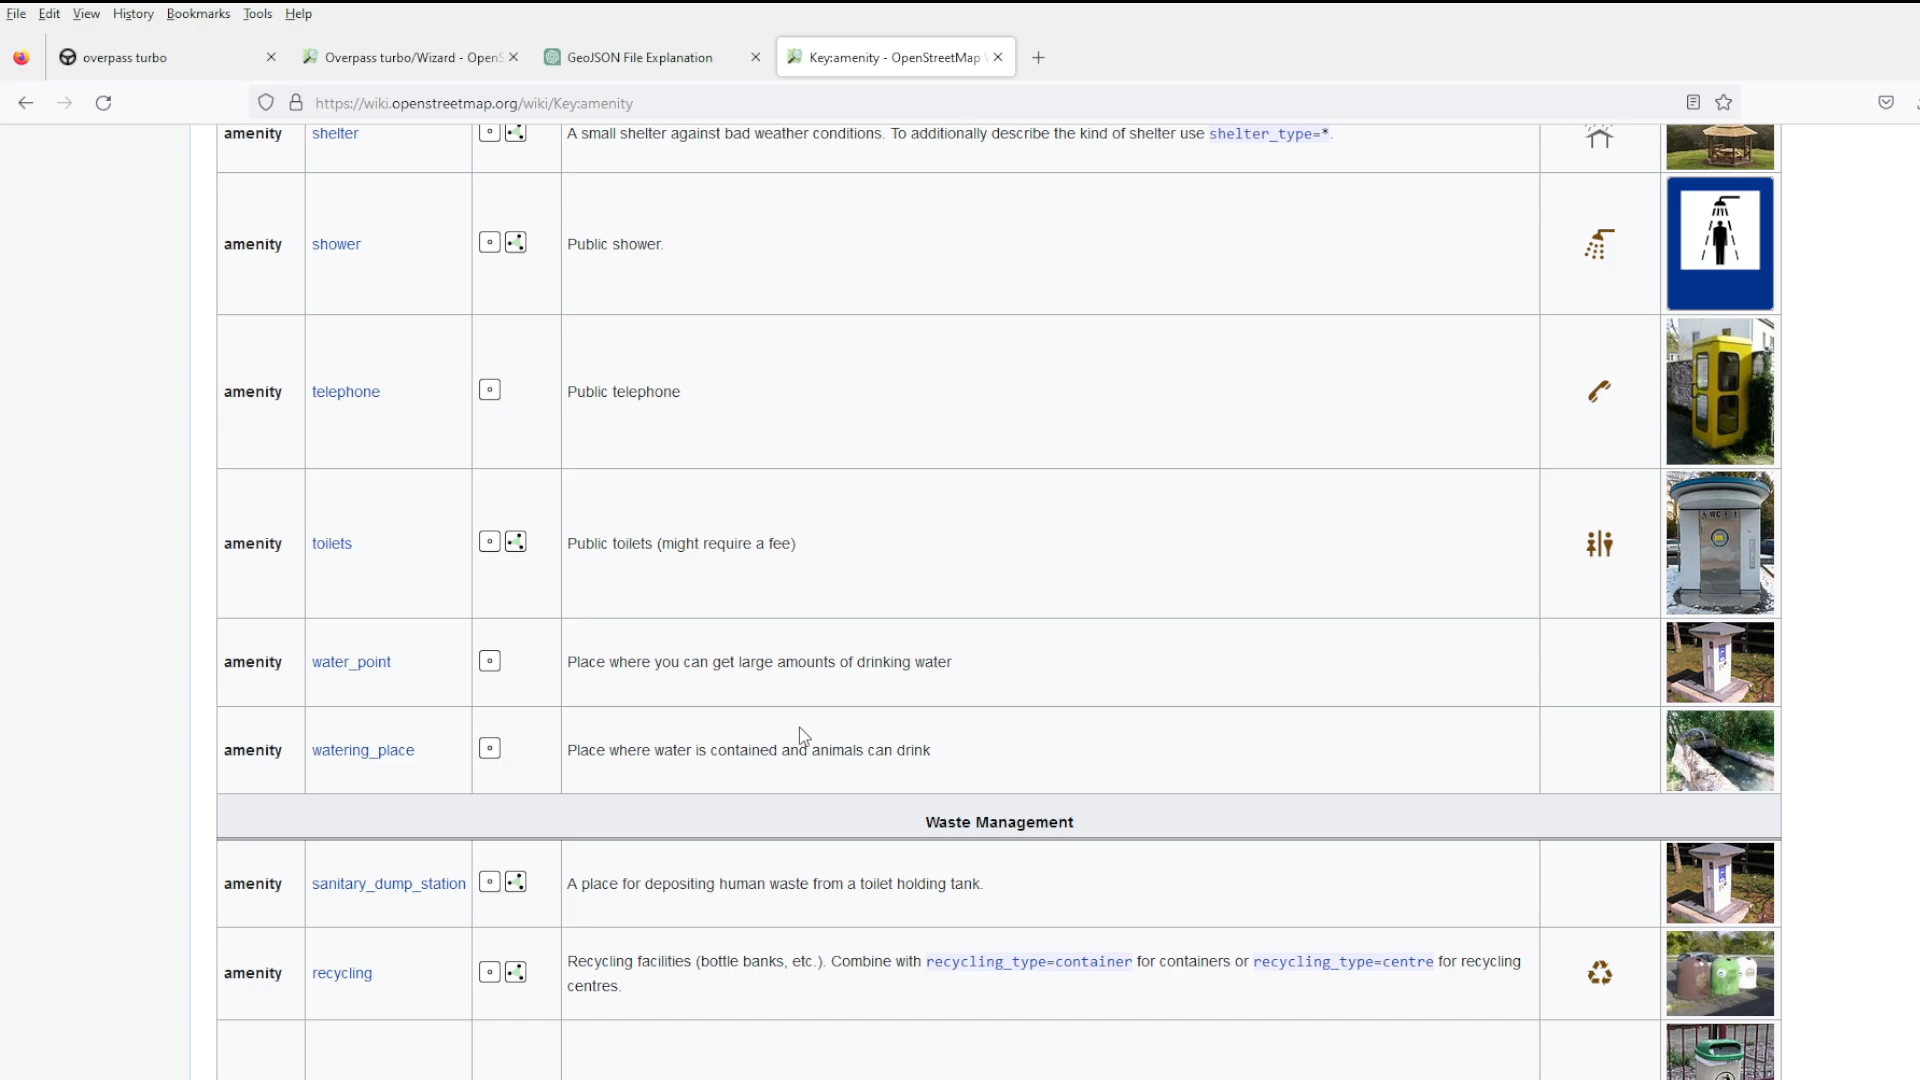 File Edit View History Bookmarks Tools Help
overpass turbo
Overpass turbo/Wizard - OpenS
GeoJSON File Explanation
Key:amenity - OpenStreetMap
https://wiki.openstreetmap.org/wiki/Key:amenity
amenity shelter A small shelter against bad weather conditions. To additionally describe the kind of shelter use shelter_type=*.
amenity shower Public shower.
amenity telephone Public telephone
amenity toilets Public toilets (might require a fee)
WC
amenity water_point Place where you can get large amounts of drinking water
amenity watering_place Place where water is contained and animals can drink
Waste Management
amenity sanitary_dump_station A place for depositing human waste from a toilet holding tank.
amenity recycling Recycling facilities (bottle banks, etc.). Combine with recycling_type=container for containers or recycling_type=centre for recycling
centres.